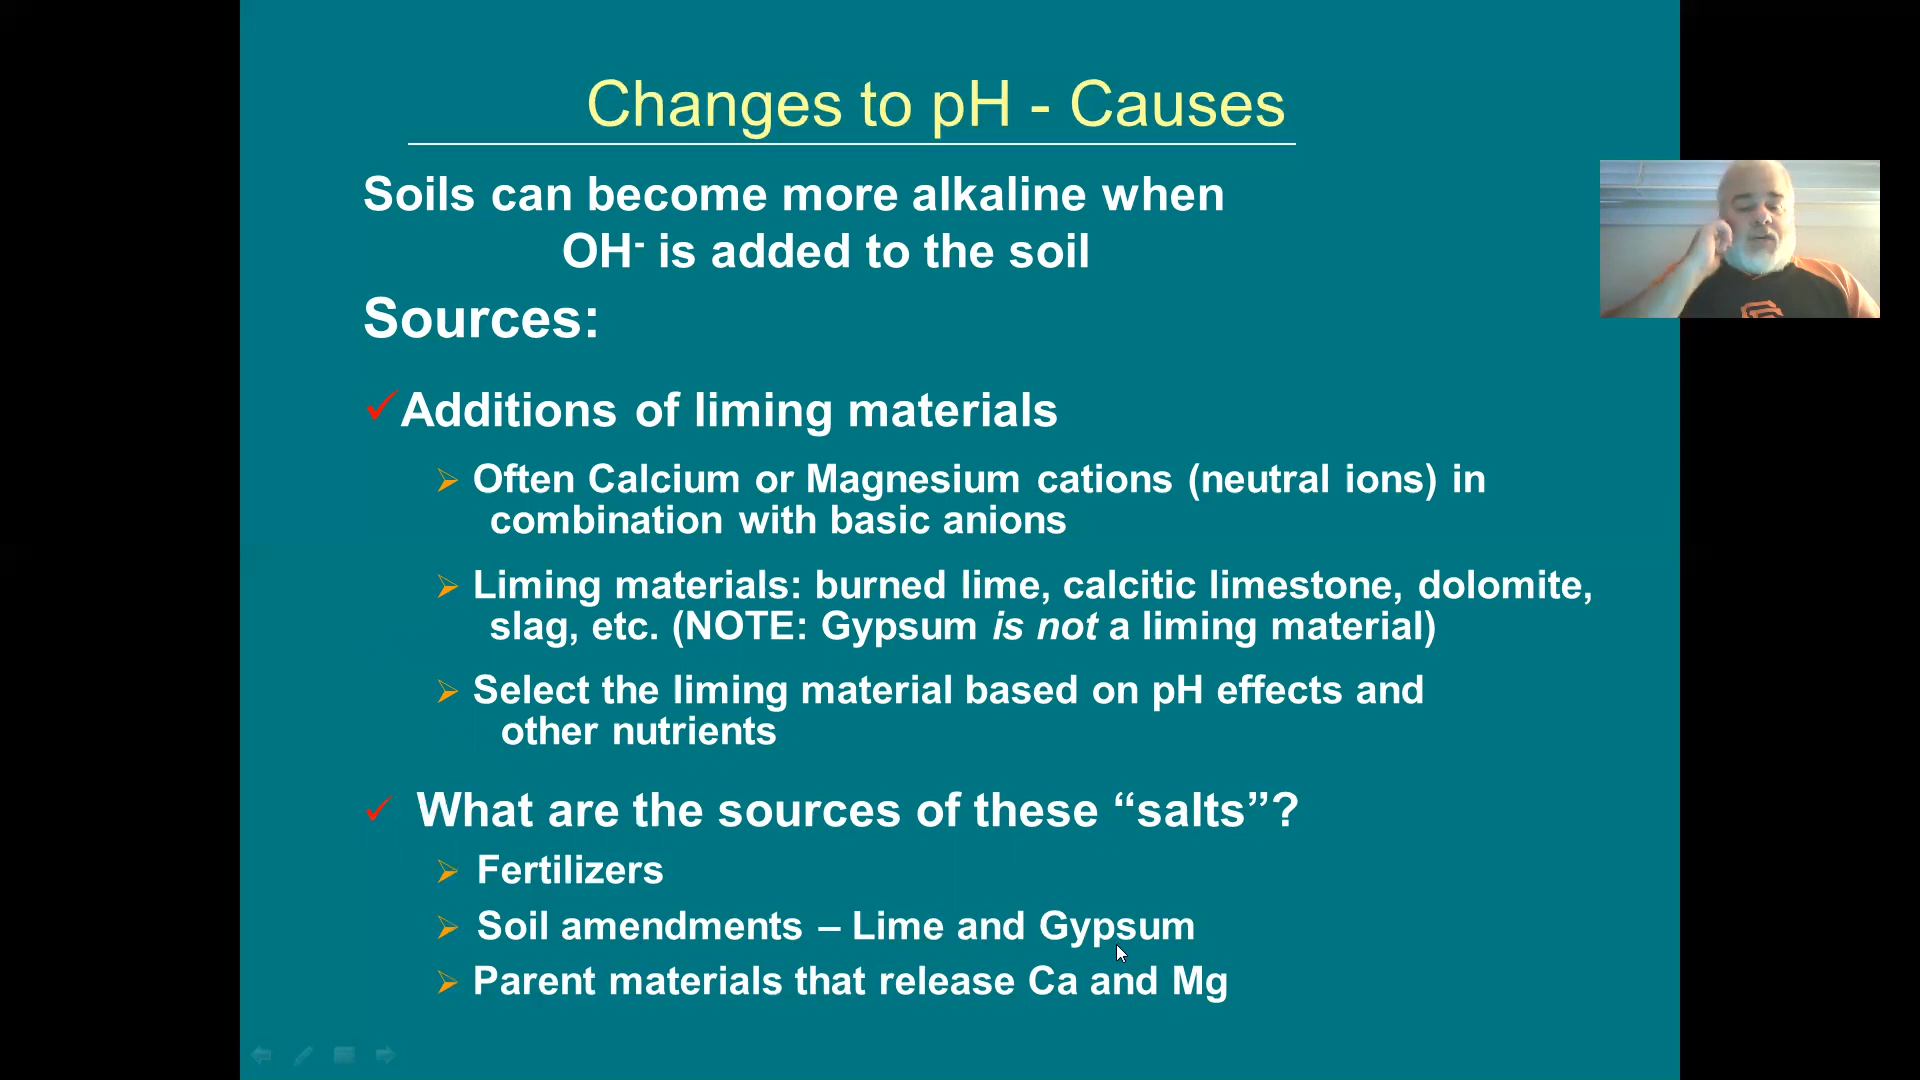 Changes to pH - Causes
Soils can become more alkaline when
OH- is added to the soil
Sources:
Additions of liming materials
Often Calcium or Magnesium cations (neutral ions) in
combination with basic anions
Liming materials: burned lime, calcitic limestone, dolomite,
slag, etc. (NOTE: Gypsum is not a liming material)
Select the liming material based on pH effects and
other nutrients
What are the sources of these “salts”?
Fertilizers
Soil amendments – Lime and Gypsum
Parent materials that release Ca and Mg